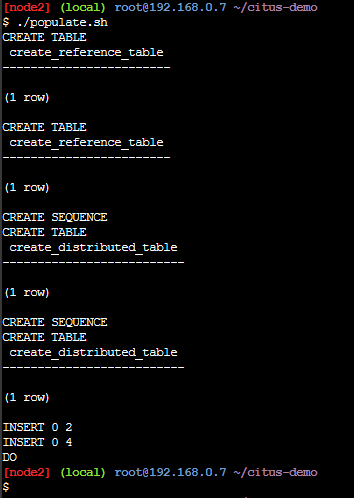 [node2] (local) root@192.168.0.7 ~/citus-demo
$ ./populate.sh
CREATE TABLE
 create_reference_table
------------------------

(1 row)

CREATE TABLE
 create_reference_table
------------------------

(1 row)

CREATE SEQUENCE
CREATE TABLE
 create_distributed_table
--------------------------

(1 row)

CREATE SEQUENCE
CREATE TABLE
 create_distributed_table
--------------------------

(1 row)

INSERT 0 2
INSERT 0 4
DO
[node2] (local) root@192.168.0.7 ~/citus-demo
$